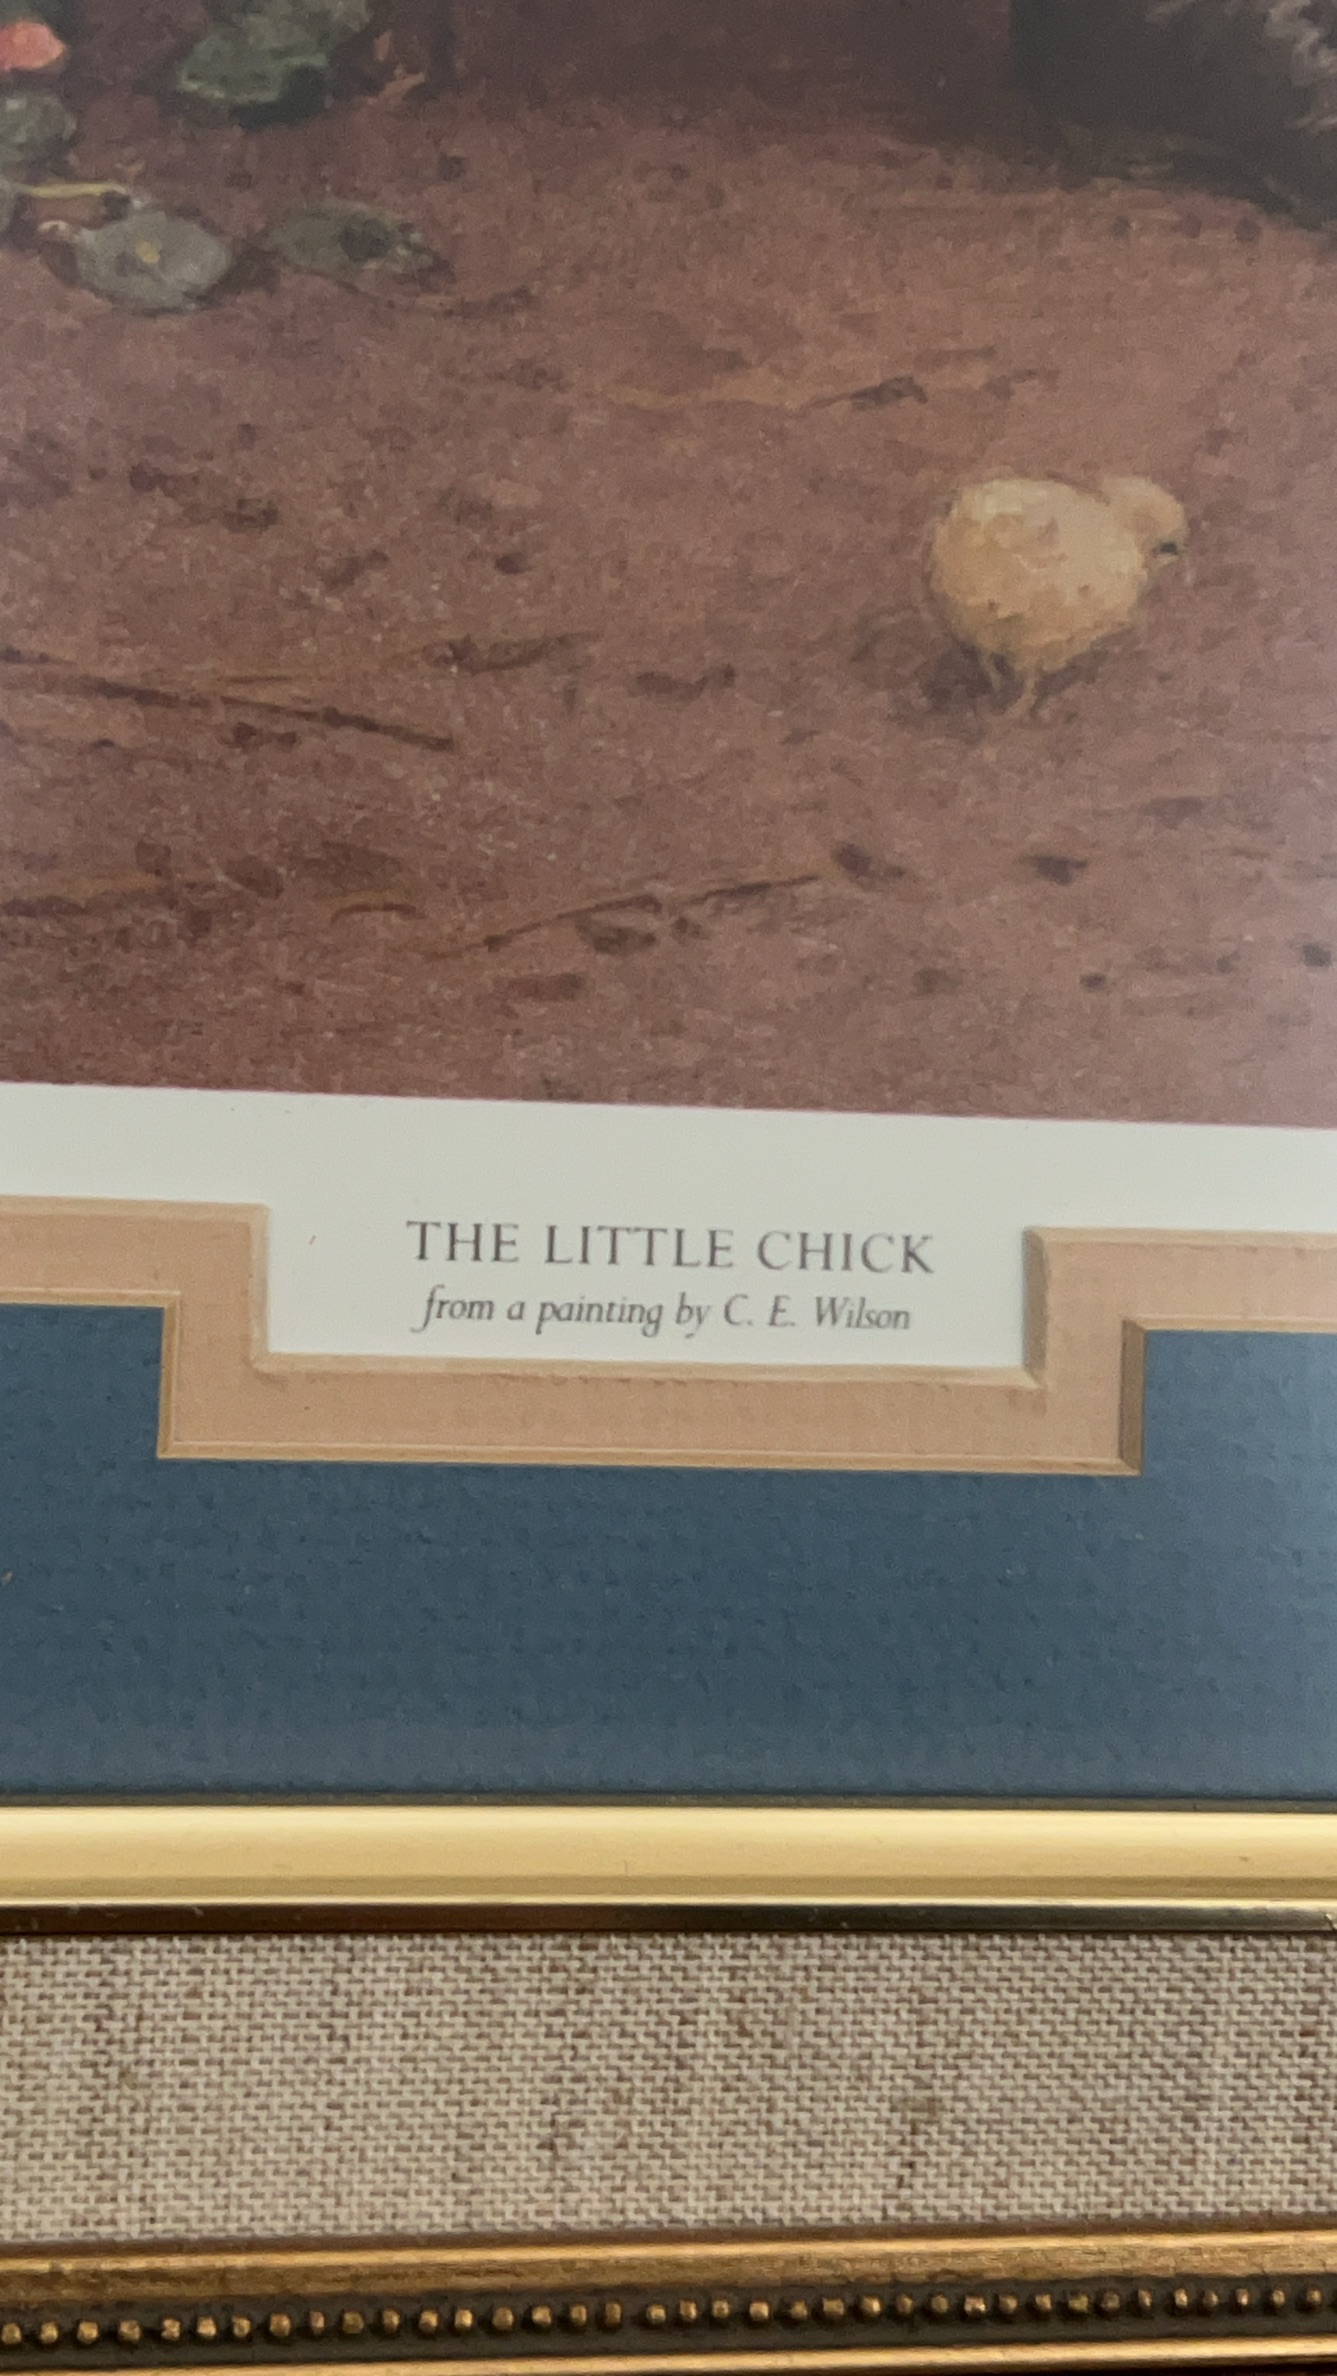 THE LITTLE CHICK
from a painting by C. E. Wilson